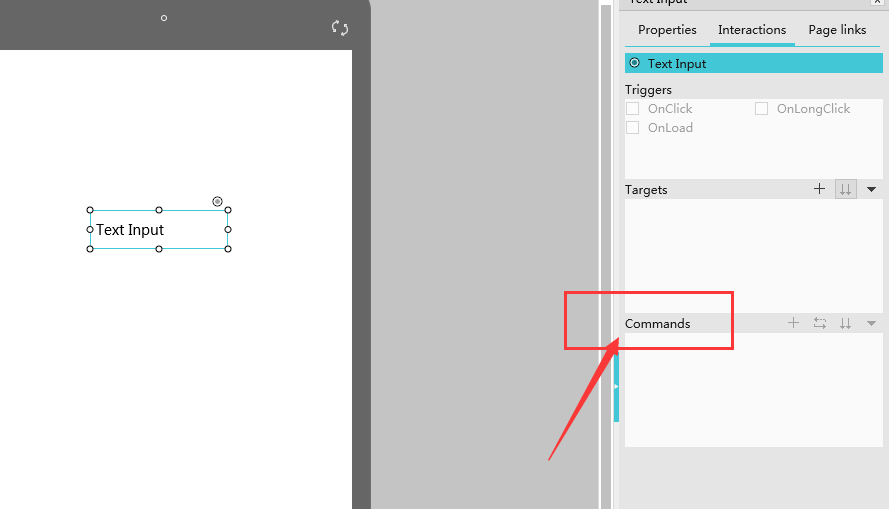 Text Input
Properties Interactions Page links
Text Input
Triggers
OnClick OnLongClick
OnLoad
Targets
Text Input
Commands